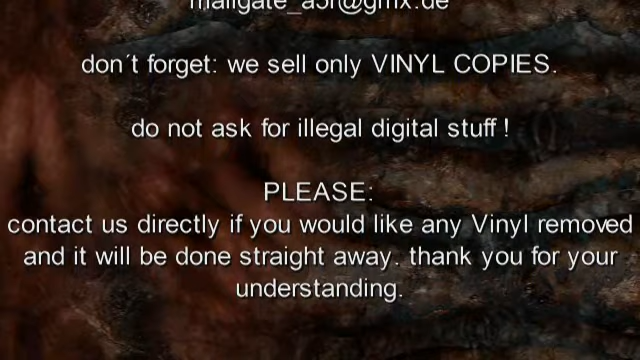 don´t forget: we sell only VINYL COPIES.
do not ask for illegal digital stuff !
PLEASE:
contact us directly if you would like any Vinyl removed
and it will be done straight away. thank you for your
understanding.